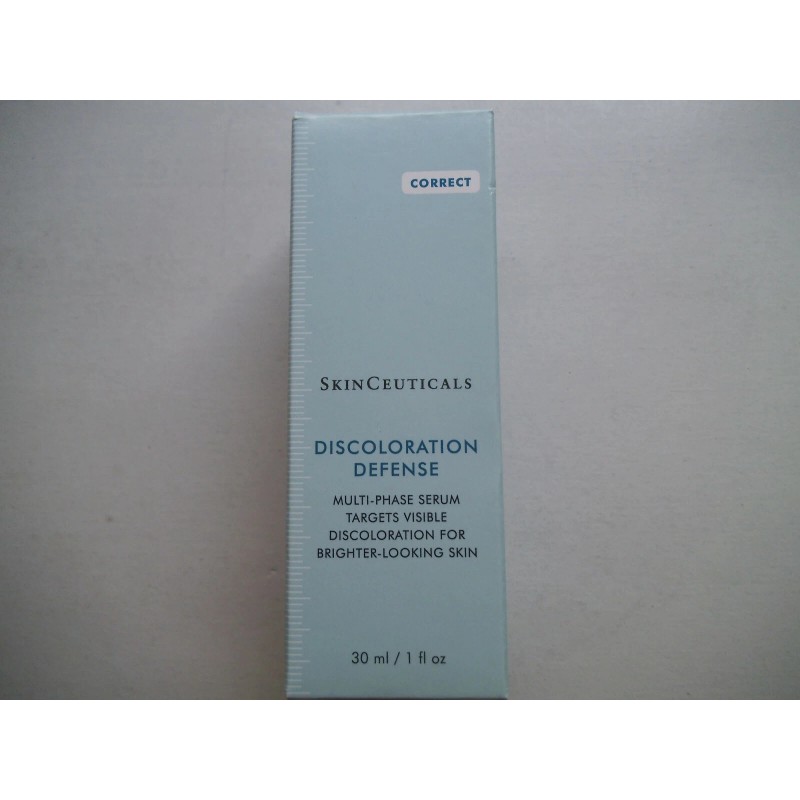 CORRECT
SKINCEUTICALS
DISCOLORATION
DEFENSE
MULTI-PHASE SERUM
TARGETS VISIBLE
DISCOLORATION FOR
BRIGHTER-LOOKING SKIN
30 ml / 1 fl oz